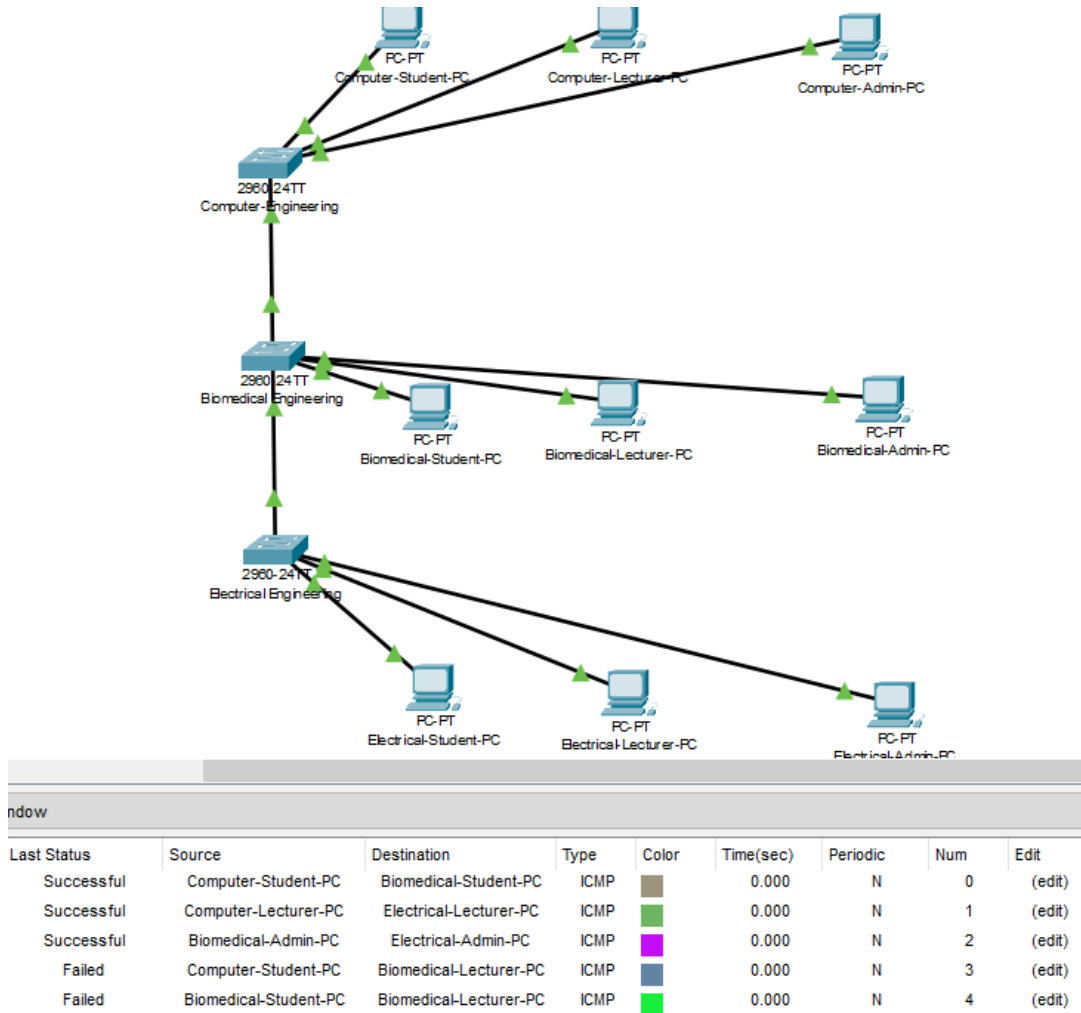 PC-PT
Computer-Student-PC
PC-PT
Computer-Lecturer-PC
PC-PT
Computer-Admin-PC
2960-24TT
Computer-Engineering
2960-24TT
Biomedical Engineering
PC-PT
Biomedical-Student-PC
PC-PT
Biomedical-Lecturer-PC
PC-PT
Biomedical-Admin-PC
2960-24TT
Electrical Engineering
PC-PT
Electrical-Student-PC
PC-PT
Electrical-Lecturer-PC
PC-PT
Electrical-Admin-PC
ndow
Last Status Source Destination Type Color Time(sec) Periodic Num Edit
Successful Computer-Student-PC Biomedical-Student-PC ICMP 0.000 N 0 (edit)
Successful Computer-Lecturer-PC Electrical-Lecturer-PC ICMP 0.000 N 1 (edit)
Successful Biomedical-Admin-PC Electrical-Admin-PC ICMP 0.000 N 2 (edit)
Failed Computer-Student-PC Biomedical-Lecturer-PC ICMP 0.000 N 3 (edit)
Failed Biomedical-Student-PC Biomedical-Lecturer-PC ICMP 0.000 N 4 (edit)